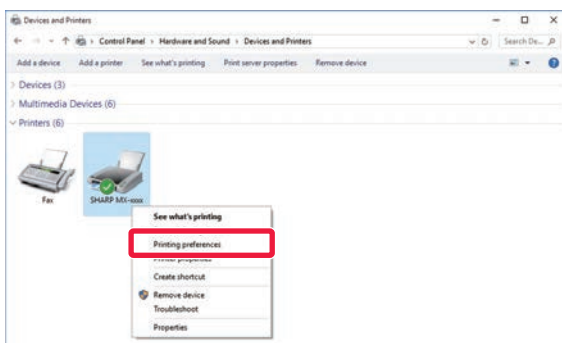 Devices and Printers
Control Panel > Hardware and Sound > Devices and Printers
Search De...
Add a device Add a printer See what's printing Print server properties Remove device
Devices (3)
Multimedia Devices (6)
Printers (6)
Fax
SHARP MX-xxxx
See what's printing
Printing preferences
Printer properties
Create shortcut
Remove device
Troubleshoot
Properties